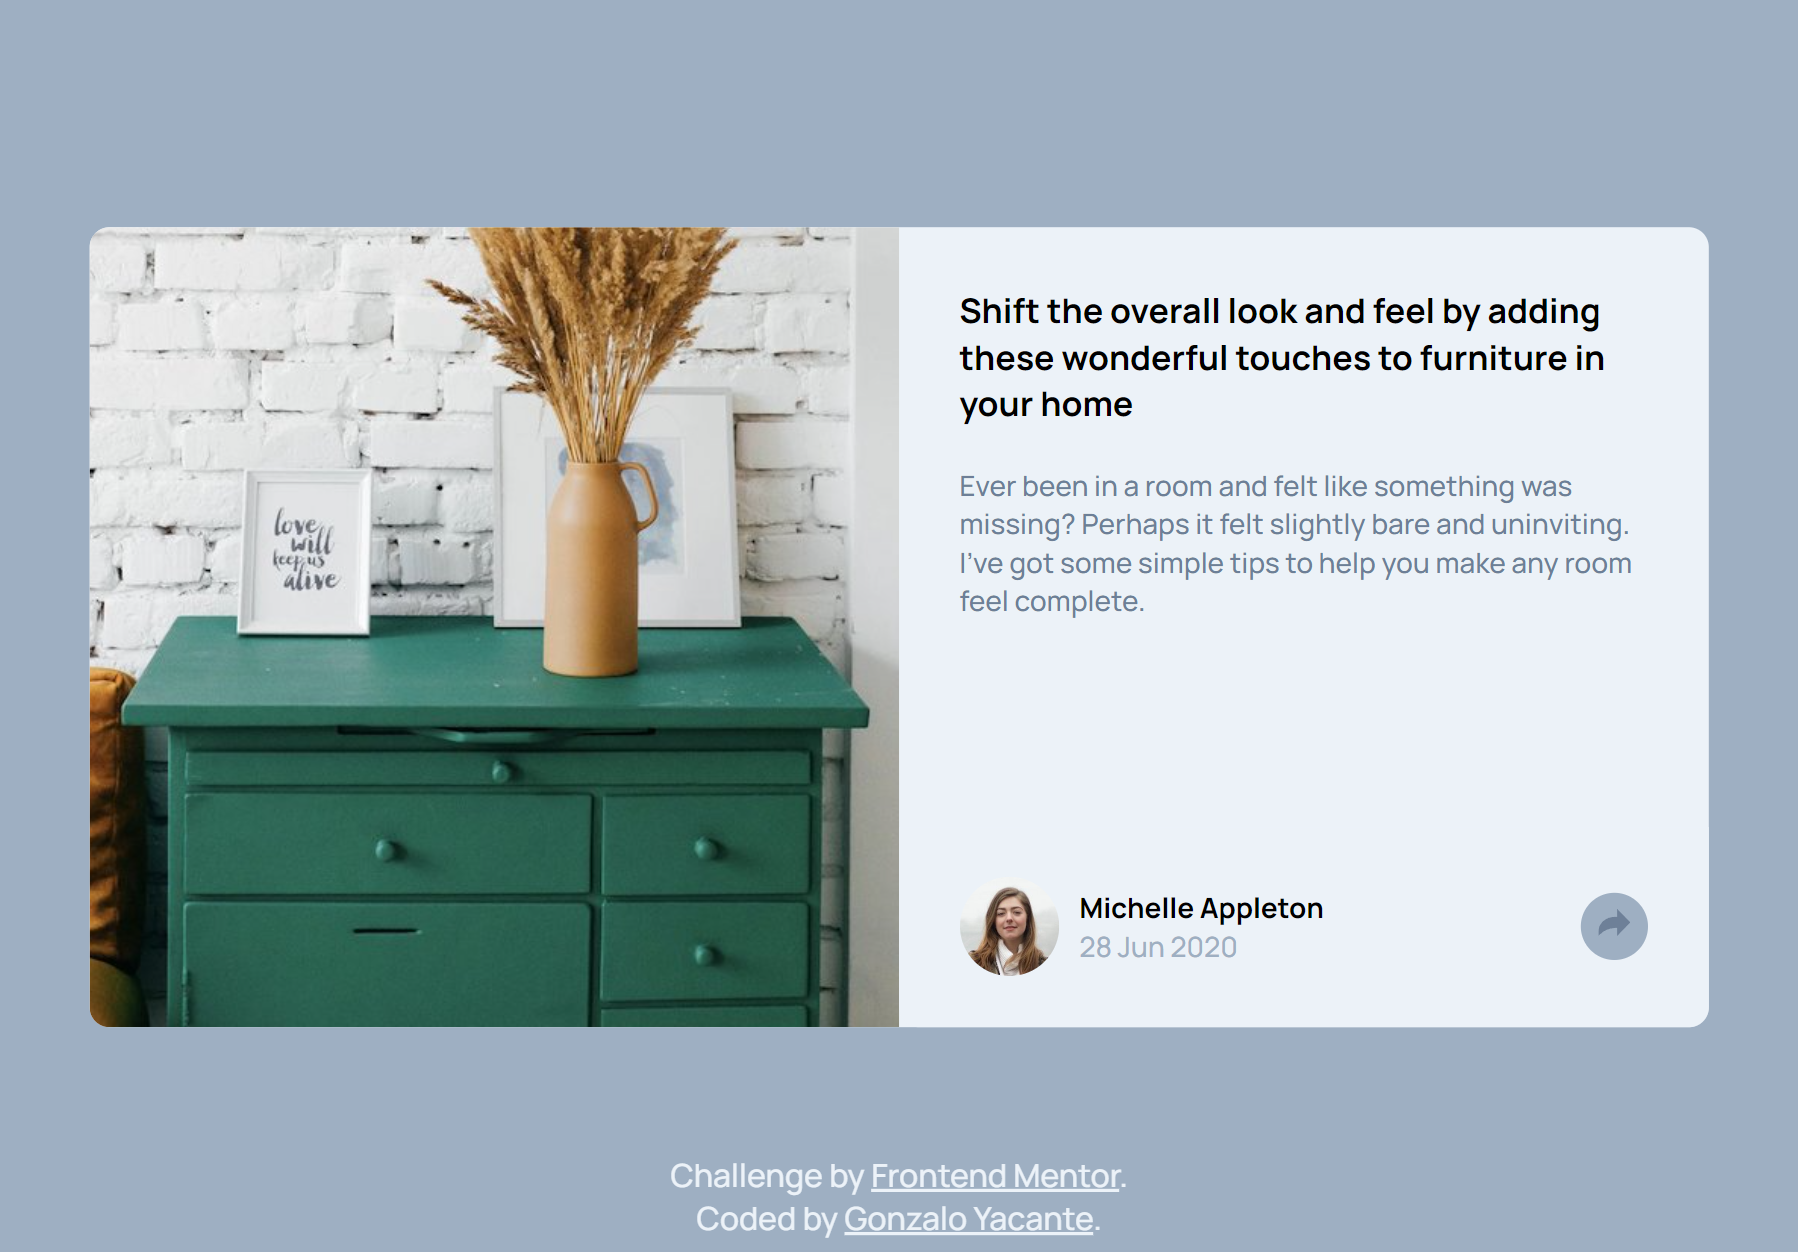 love
will
keep us
alive
Shift the overall look and feel by adding
these wonderful touches to furniture in
your home
Ever been in a room and felt like something was
missing? Perhaps it felt slightly bare and uninviting.
I've got some simple tips to help you make any room
feel complete.
Michelle Appleton
28 Jun 2020
Challenge by Frontend Mentor.
Coded by Gonzalo Yacante.